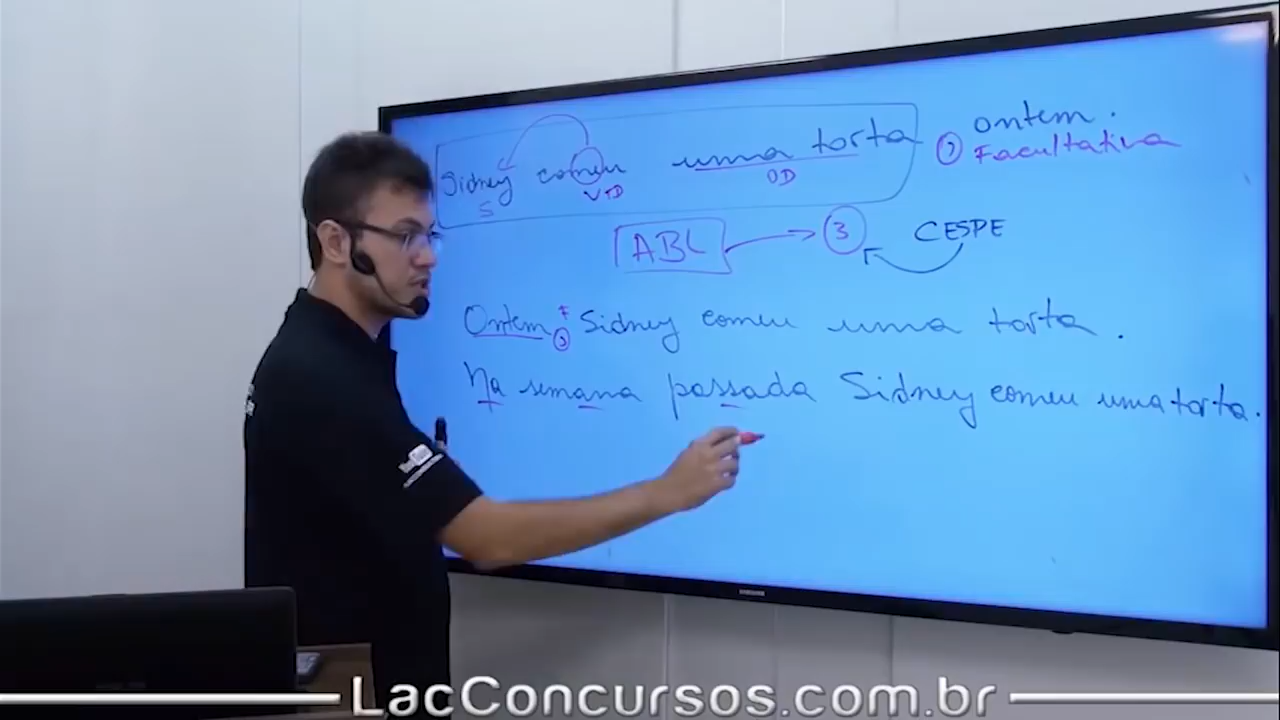 Sidney comeu uma torta , ontem.
S VTD OD Facultativa
ABL 3 CESPE
F
Ontem , Sidney comeu uma torta.
Na semana passada Sidney comeu uma torta.
SAMSUNG
LacConcursos.com.br